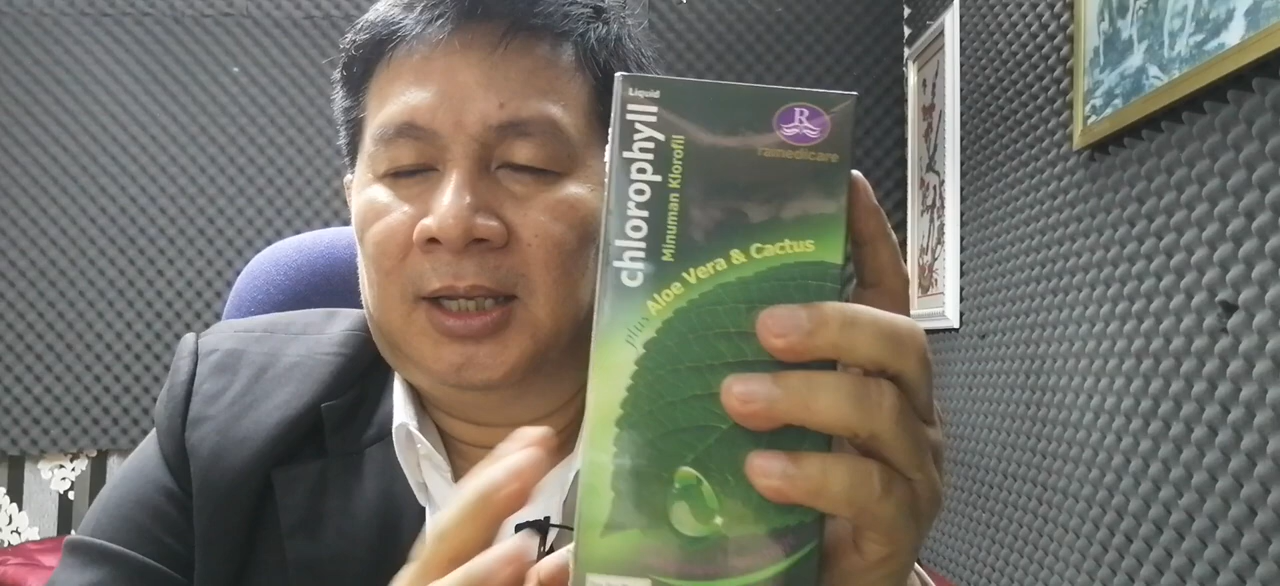 Liquid
chlorophyll
Minuman Klorofil
R
ramedicare
plus Aloe Vera & Cactus